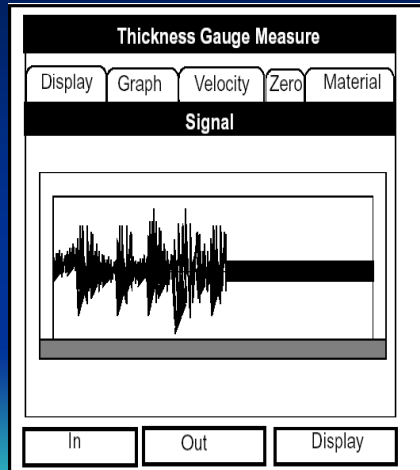 Thickness Gauge Measure
Display Graph Velocity Zero Material
Signal
In Out Display